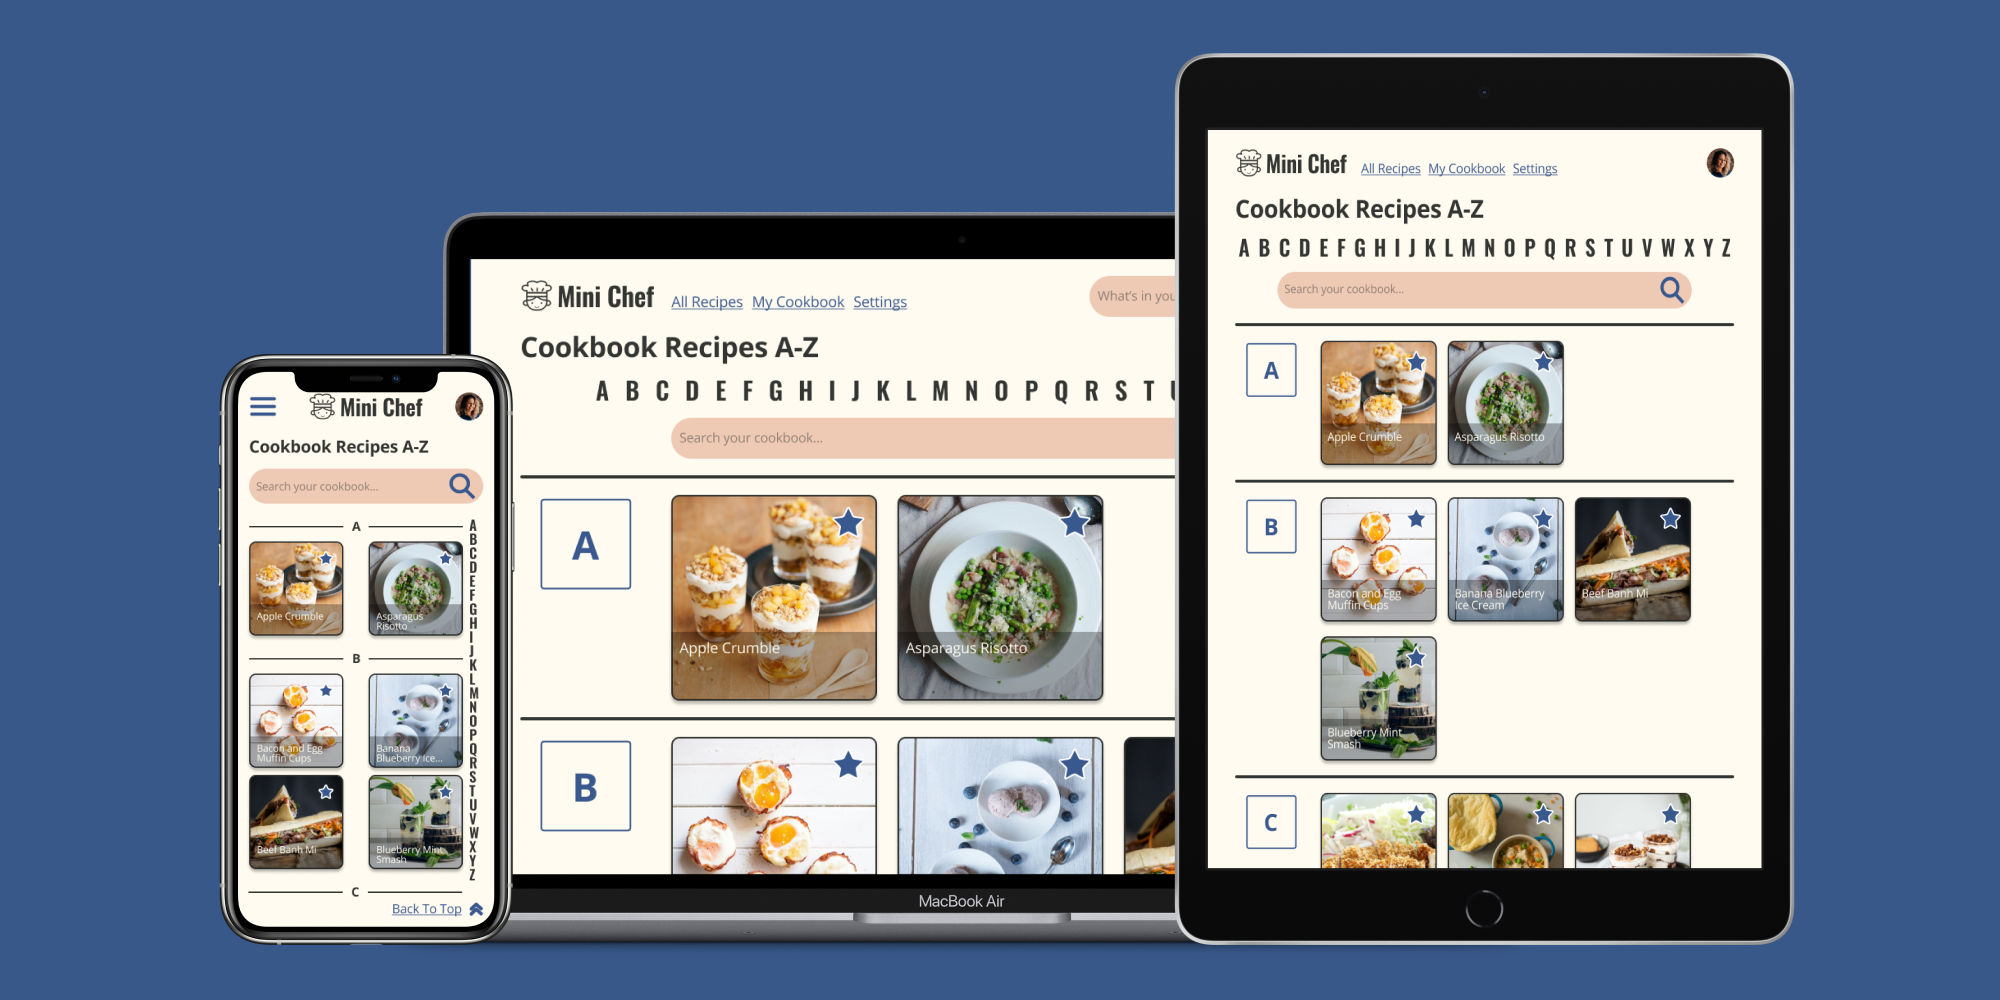 Mini Chef
Cookbook Recipes A-Z
Search your cookbook...
A
Apple Crumble
Asparagus
Risotto
B
Bacon and Egg
Muffin Cups
Banana
Blueberry Ice...
Beef Banh Mi
Blueberry Mint
Smash
C
Back To Top
A
B
C
D
E
F
G
H
I
J
K
L
M
N
O
P
Q
R
S
T
U
V
W
X
Y
Z
Mini Chef All Recipes My Cookbook Settings
What's in you
Cookbook Recipes A-Z
A B C D E F G H I J K L M N O P Q R S T U
Search your cookbook...
A
Apple Crumble
Asparagus Risotto
B
MacBook Air
Mini Chef All Recipes My Cookbook Settings
Cookbook Recipes A-Z
A B C D E F G H I J K L M N O P Q R S T U V W X Y Z
Search your cookbook...
A
Apple Crumble
Asparagus Risotto
B
Bacon and Egg
Muffin Cups
Banana Blueberry
Ice Cream
Beef Banh Mi
Blueberry Mint
Smash
C